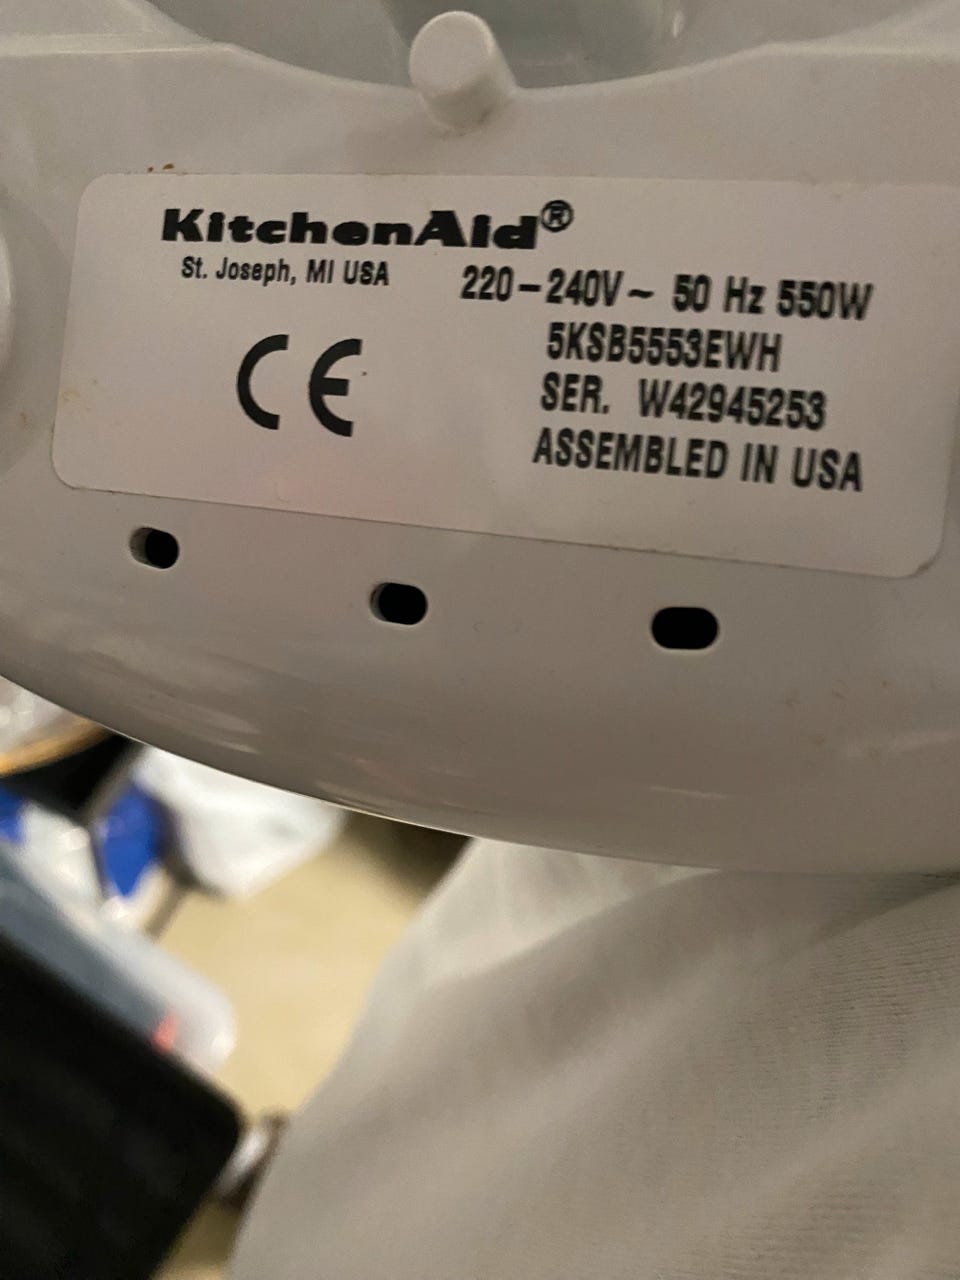 KitchenAid®
St. Joseph, MI USA
220-240V~ 50 Hz 550W
5KSB5553EWH
SER. W42945253
ASSEMBLED IN USA
CE